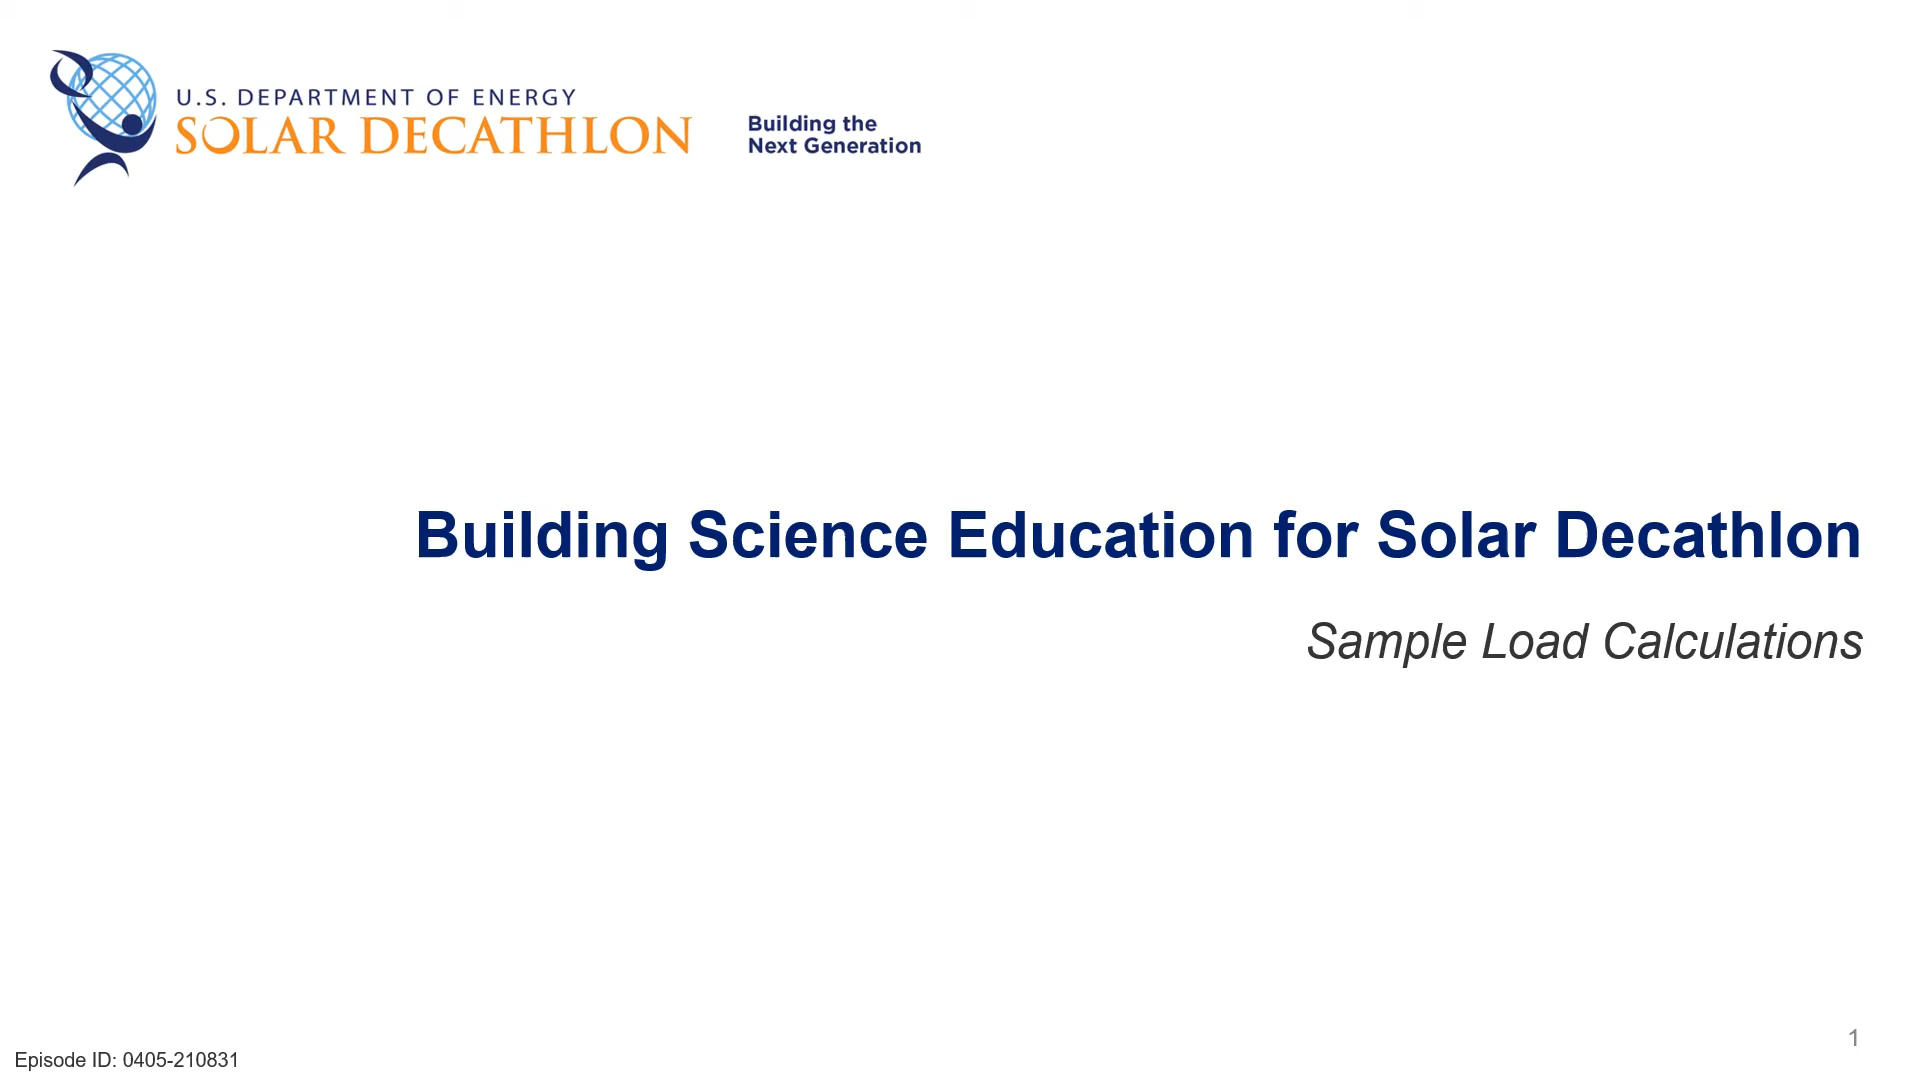 U.S. DEPARTMENT OF ENERGY
SOLAR DECATHLON
Building the
Next Generation
Building Science Education for Solar Decathlon
Sample Load Calculations
1
Episode ID: 0405-210831